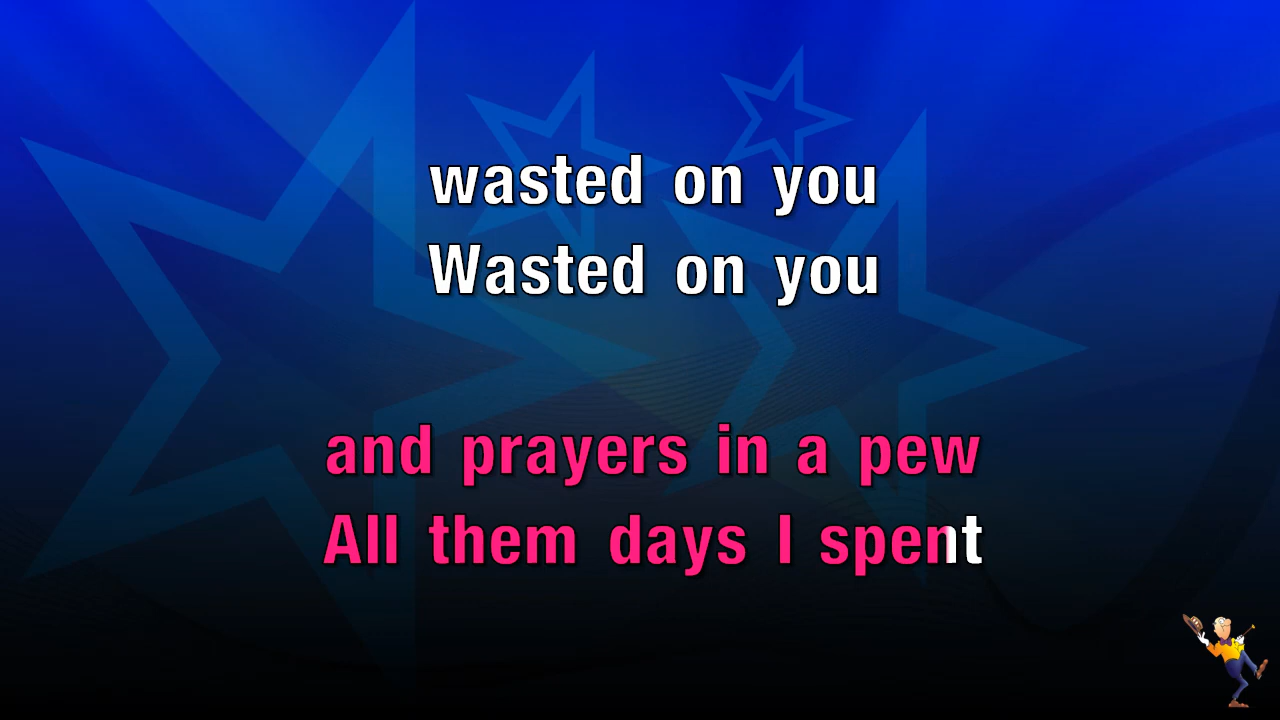 wasted on you
Wasted on you
and prayers in a pew
All them days I spent